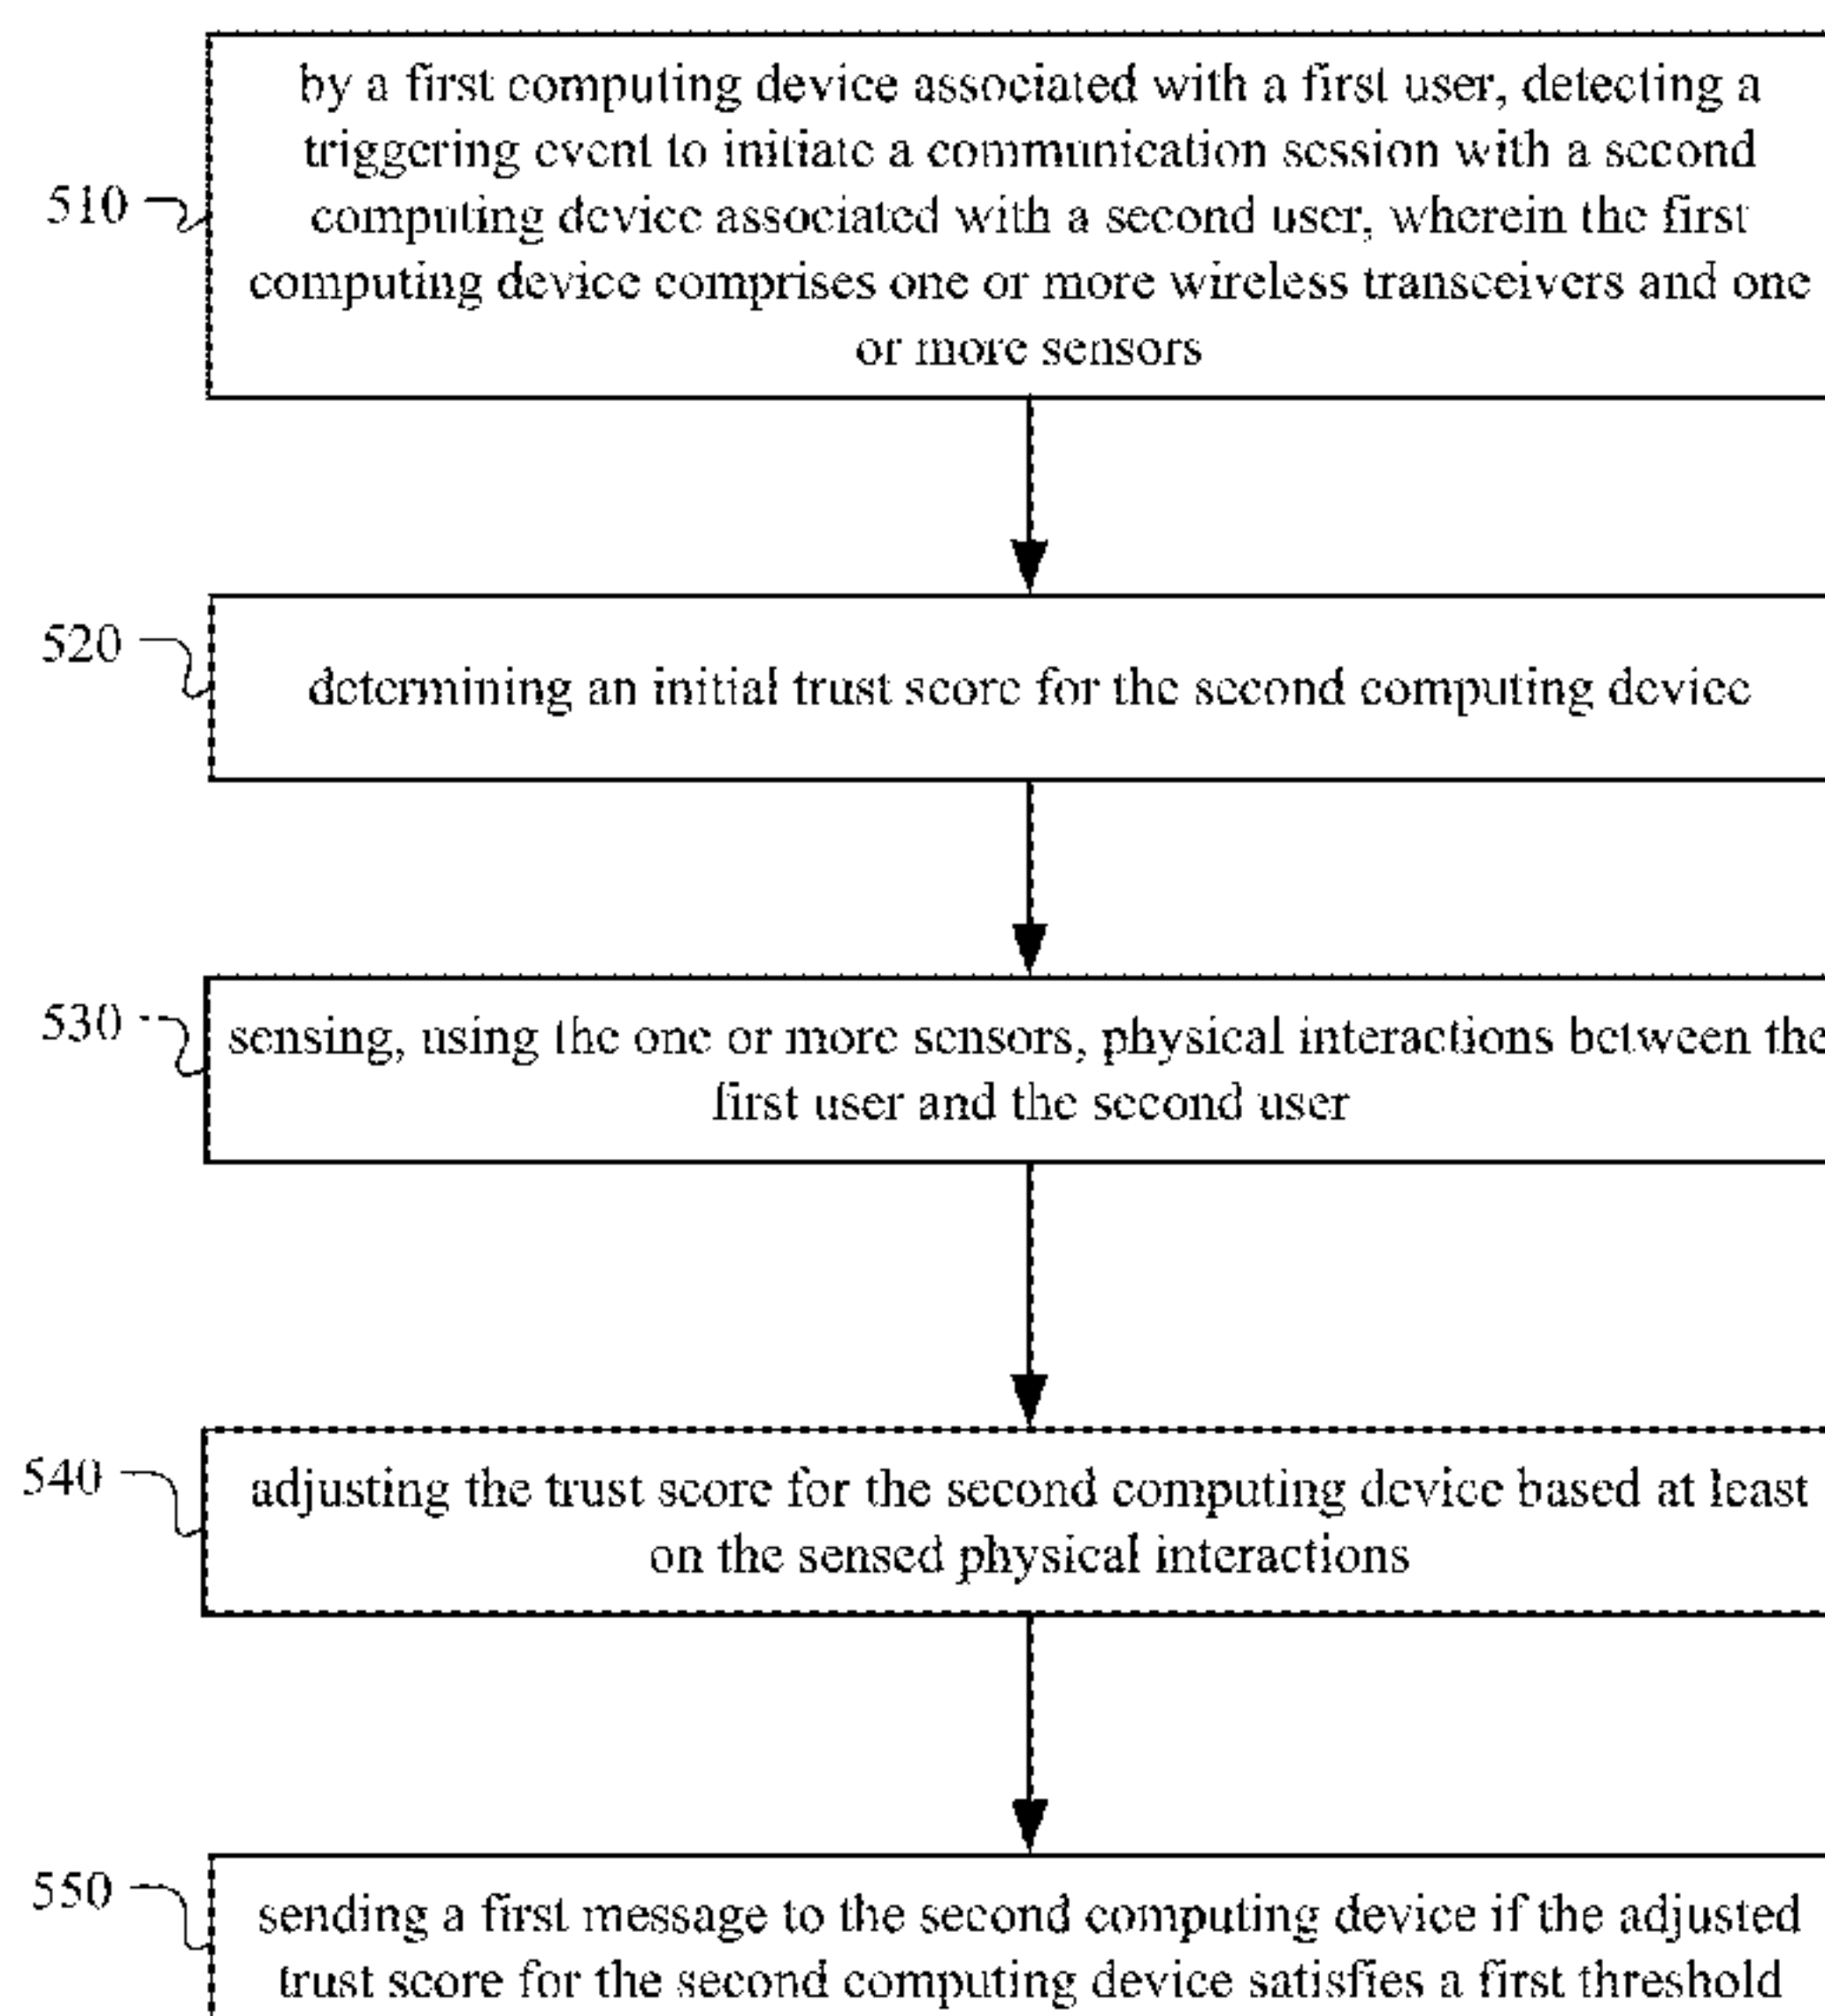 by a first computing device associated with a first user, detecting a
triggering event to initiate a communication session with a second
510
computing device associated with a second user, wherein the first
computing device comprises one or more wireless transceivers and one
or more sensors
520
determining an initial trust score for the second computing device
530
sensing, using the one or more sensors, physical interactions between the
first user and the second user
540
adjusting the trust score for the second computing device based at least
on the sensed physical interactions
550
sending a first message to the second computing device if the adjusted
trust score for the second computing device satisfies a first threshold